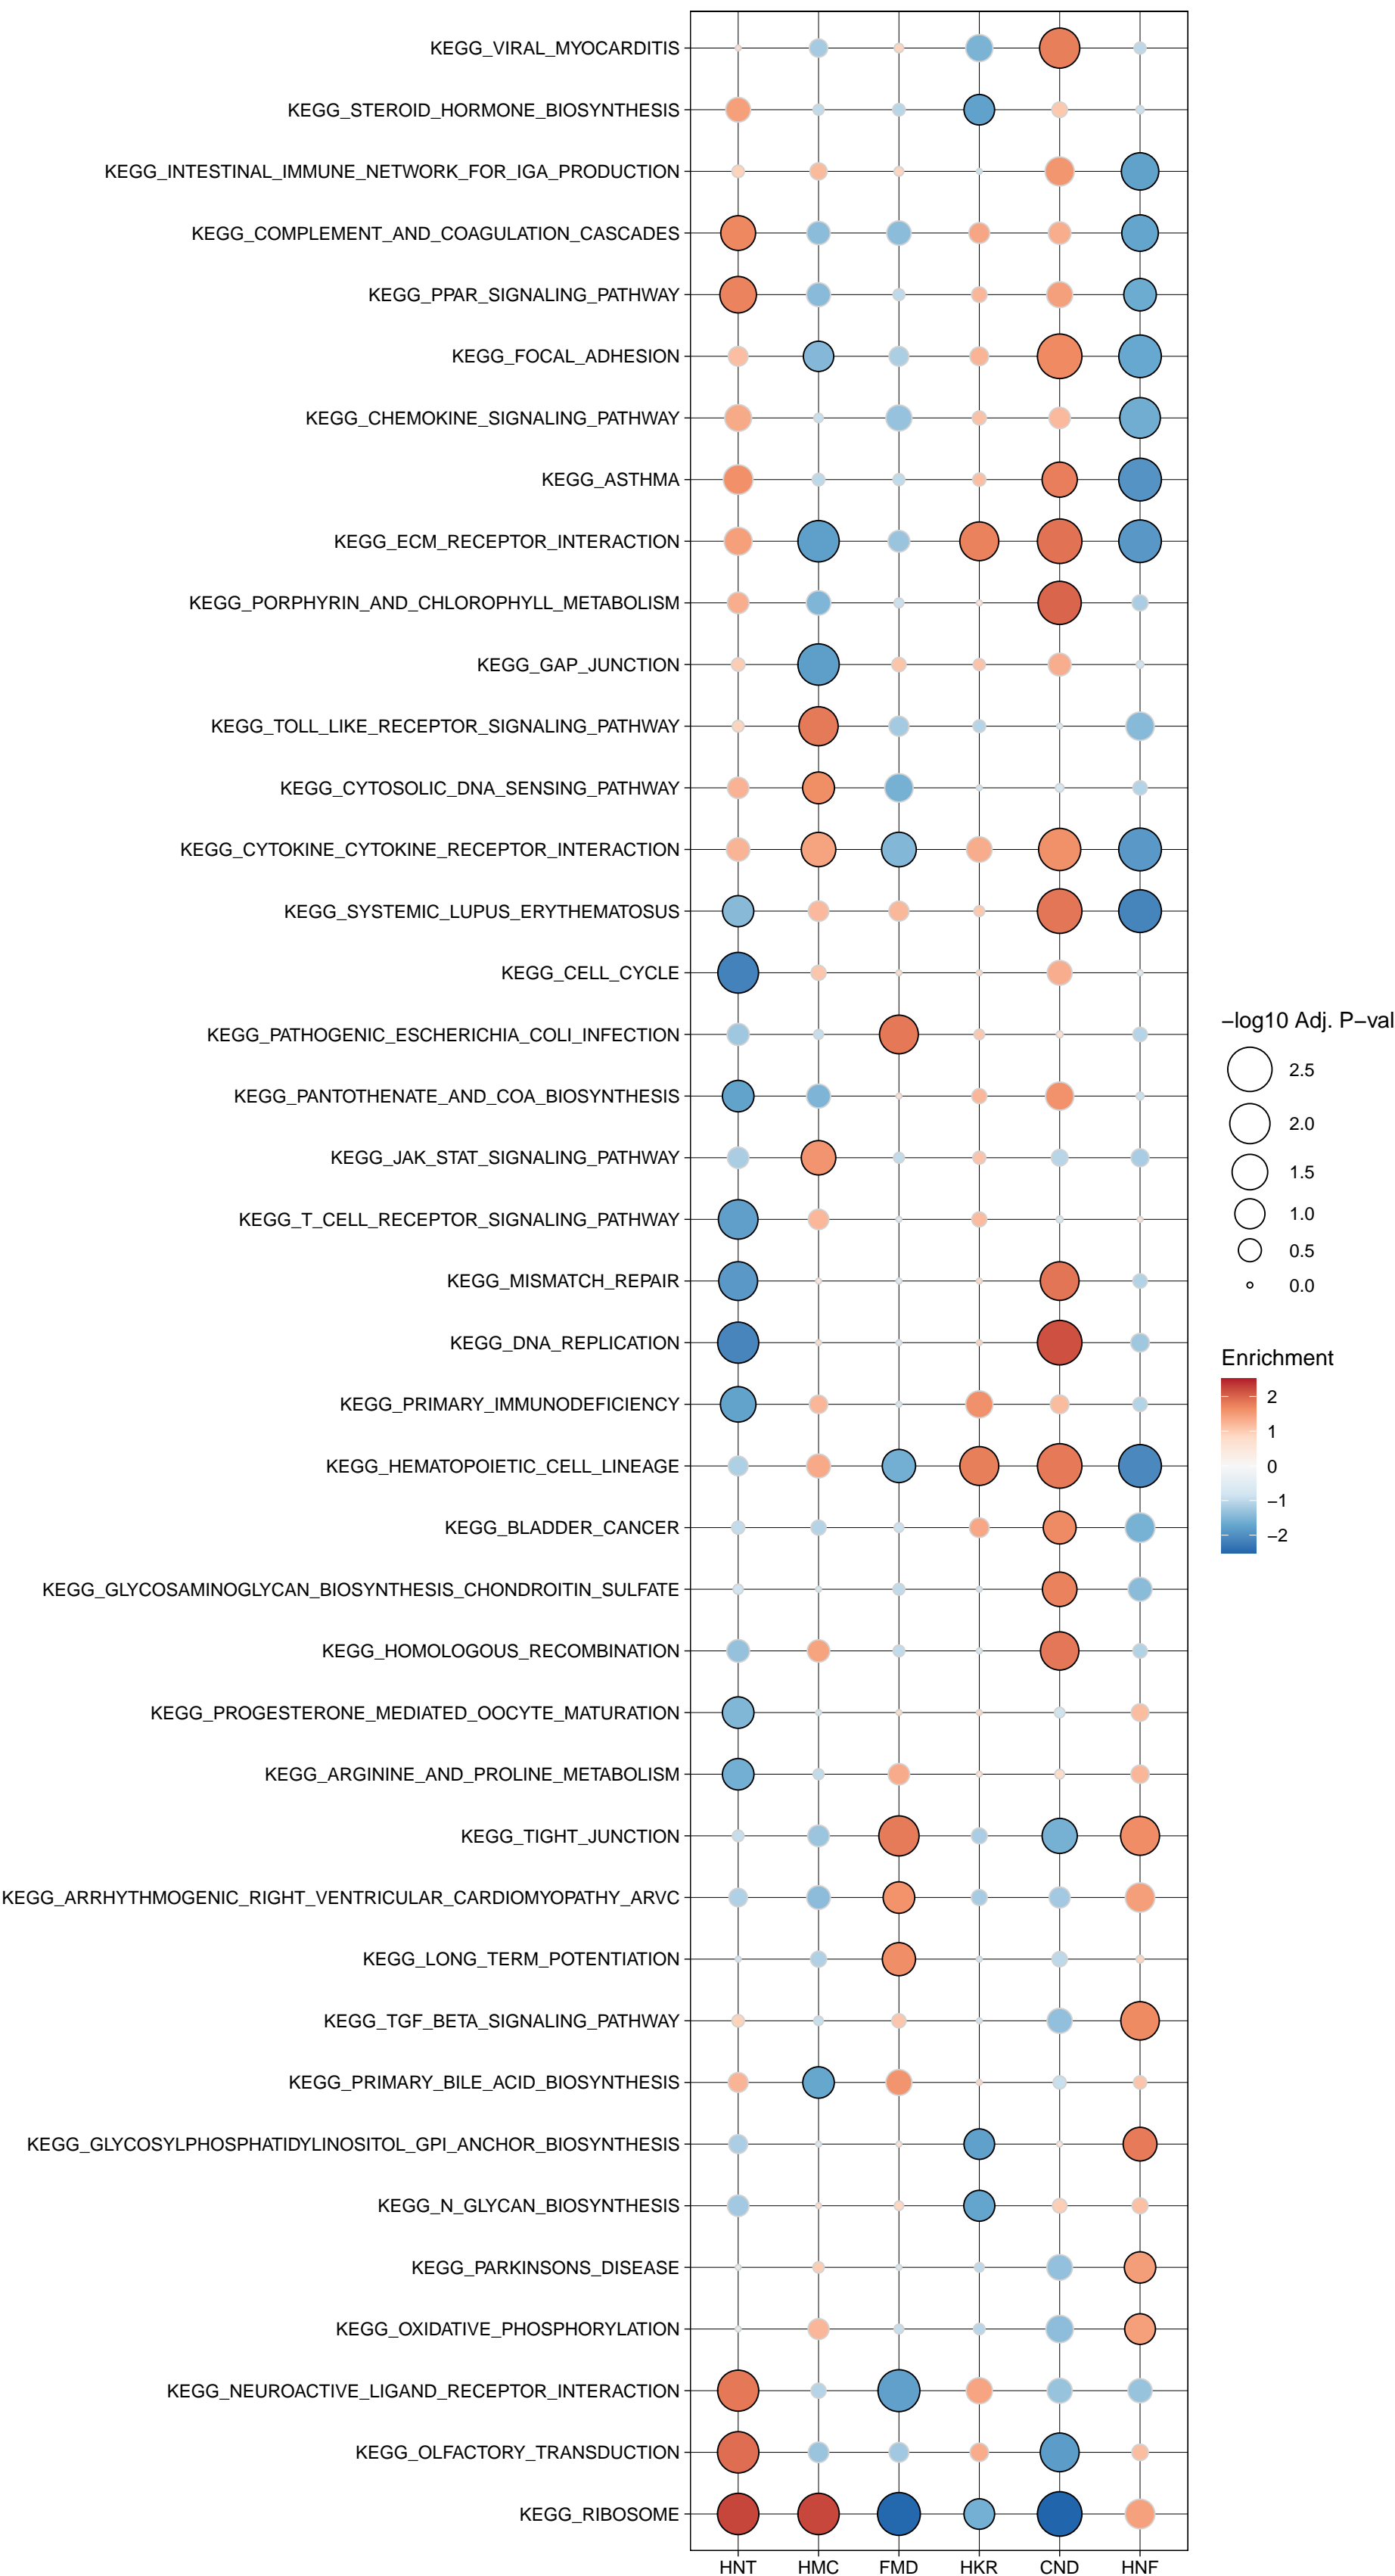 KEGG_VIRAL_MYOCARDITIS
KEGG_STEROID_HORMONE_BIOSYNTHESIS
KEGG_INTESTINAL_IMMUNE_NETWORK_FOR_IGA_PRODUCTION
KEGG_COMPLEMENT_AND_COAGULATION_CASCADES
KEGG_PPAR_SIGNALING_PATHWAY
KEGG_FOCAL_ADHESION
KEGG_CHEMOKINE_SIGNALING_PATHWAY
KEGG_ASTHMA
KEGG_ECM_RECEPTOR_INTERACTION
KEGG_PORPHYRIN_AND_CHLOROPHYLL_METABOLISM
KEGG_GAP_JUNCTION
KEGG_TOLL_LIKE_RECEPTOR_SIGNALING_PATHWAY
KEGG_CYTOSOLIC_DNA_SENSING_PATHWAY
KEGG_CYTOKINE_CYTOKINE_RECEPTOR_INTERACTION
KEGG_SYSTEMIC_LUPUS_ERYTHEMATOSUS
KEGG_CELL_CYCLE
KEGG_PATHOGENIC_ESCHERICHIA_COLI_INFECTION
KEGG_PANTOTHENATE_AND_COA_BIOSYNTHESIS
KEGG_JAK_STAT_SIGNALING_PATHWAY
KEGG_T_CELL_RECEPTOR_SIGNALING_PATHWAY
KEGG_MISMATCH_REPAIR
KEGG_DNA_REPLICATION
KEGG_PRIMARY_IMMUNODEFICIENCY
KEGG_HEMATOPOIETIC_CELL_LINEAGE
KEGG_BLADDER_CANCER
KEGG_GLYCOSAMINOGLYCAN_BIOSYNTHESIS_CHONDROITIN_SULFATE
KEGG_HOMOLOGOUS_RECOMBINATION
KEGG_PROGESTERONE_MEDIATED_OOCYTE_MATURATION
KEGG_ARGININE_AND_PROLINE_METABOLISM
KEGG_TIGHT_JUNCTION
KEGG_ARRHYTHMOGENIC_RIGHT_VENTRICULAR_CARDIOMYOPATHY_ARVC
KEGG_LONG_TERM_POTENTIATION
KEGG_TGF_BETA_SIGNALING_PATHWAY
KEGG_PRIMARY_BILE_ACID_BIOSYNTHESIS
KEGG_GLYCOSYLPHOSPHATIDYLINOSITOL_GPI_ANCHOR_BIOSYNTHESIS
KEGG_N_GLYCAN_BIOSYNTHESIS
KEGG_PARKINSONS_DISEASE
KEGG_OXIDATIVE_PHOSPHORYLATION
KEGG_NEUROACTIVE_LIGAND_RECEPTOR_INTERACTION
KEGG_OLFACTORY_TRANSDUCTION
KEGG_RIBOSOME
HNT HMC FMD HKR CND HNF
−log10 Adj. P−val
2.5
2.0
1.5
1.0
0.5
0.0
Enrichment
2
1
0
−1
−2